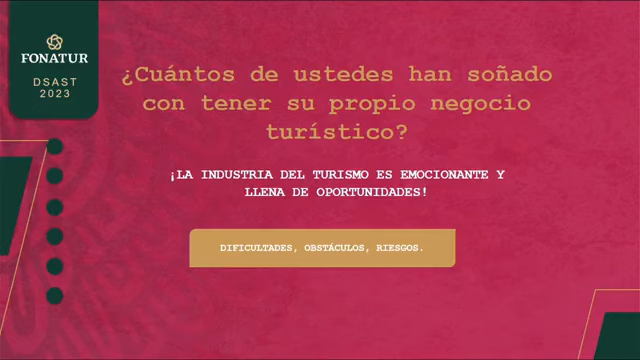 FONATUR
DSAST
2023
¿Cuántos de ustedes han soñado
con tener su propio negocio
turístico?
¡LA INDUSTRIA DEL TURISMO ES EMOCIONANTE Y
LLENA DE OPORTUNIDADES!
DIFICULTADES, OBSTÁCULOS, RIESGOS.